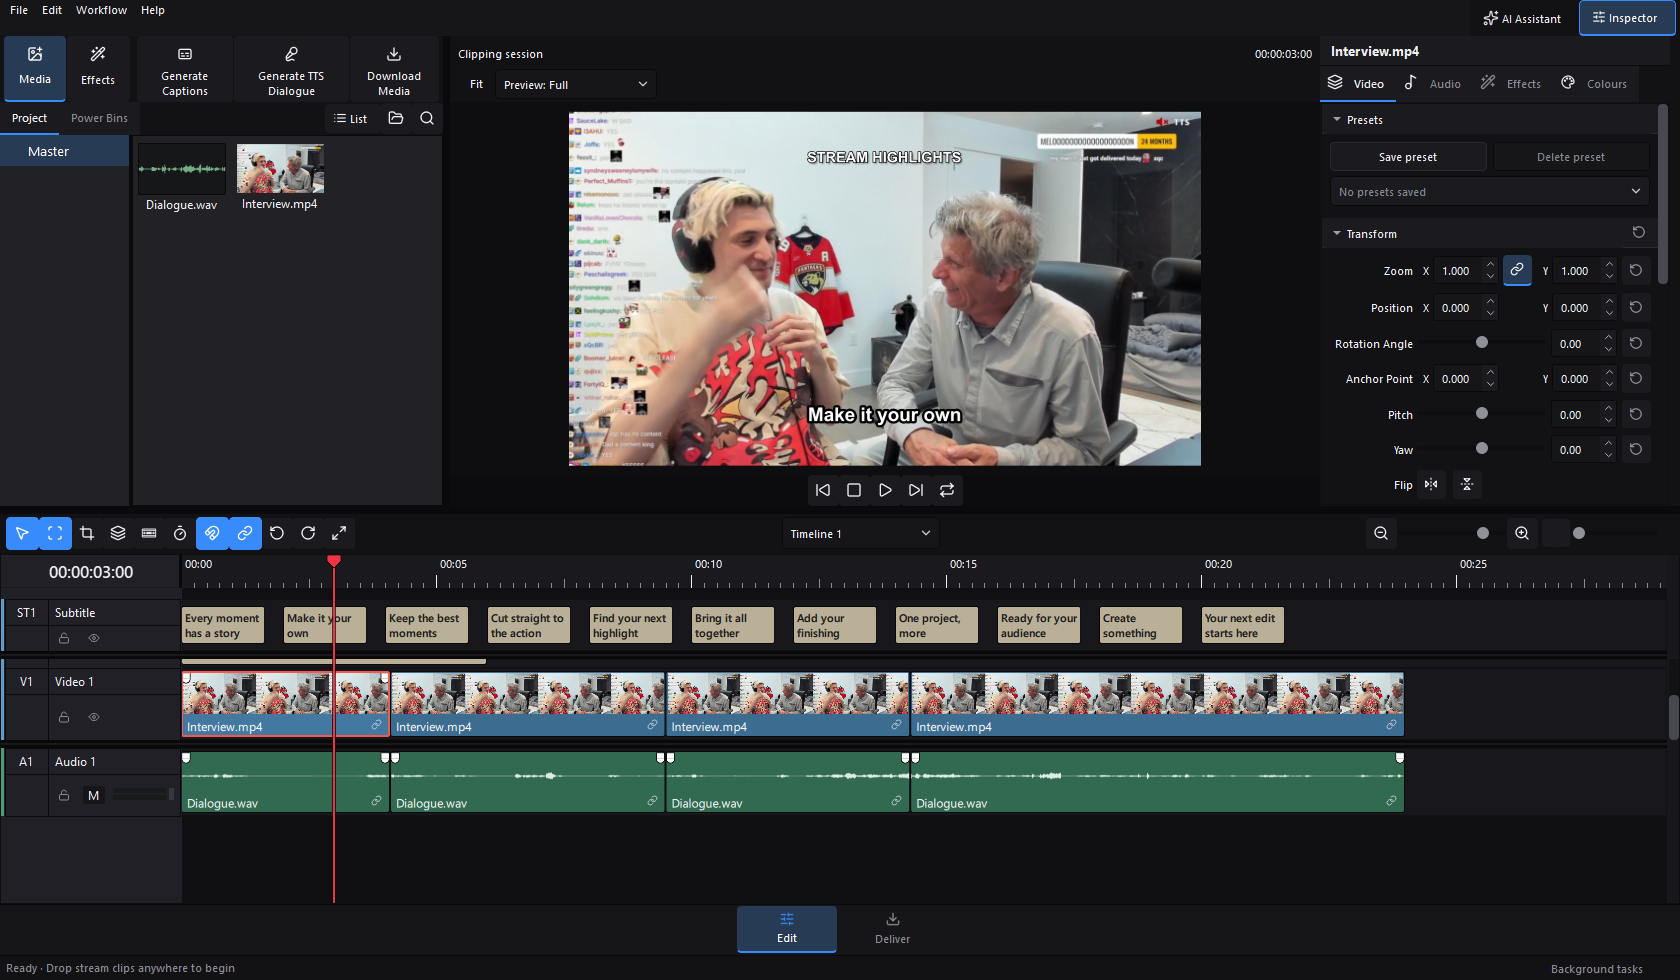 File Edit Workflow Help
AI Assistant
Inspector
Media
Effects
Generate
Captions
Generate TTS
Dialogue
Download
Media
Project
Power Bins
List
Master
Dialogue.wav
Interview.mp4
Clipping session
00:00:03:00
Fit
Preview: Full
STREAM HIGHLIGHTS
TTS
24 MONTHS
Make it your own
Interview.mp4
Video
Audio
Effects
Colours
Presets
Save preset
Delete preset
No presets saved
Transform
Zoom X 1.000 Y 1.000
Position X 0.000 Y 0.000
Rotation Angle 0.00
Anchor Point X 0.000 Y 0.000
Pitch 0.00
Yaw 0.00
Flip
Timeline 1
00:00:03:00
00:00 00:05 00:10 00:15 00:20 00:25
ST1 Subtitle
Every moment
has a story
Make it your
own
Keep the best
moments
Cut straight to
the action
Find your next
highlight
Bring it all
together
Add your
finishing
One project,
more
Ready for your
audience
Create
something
Your next edit
starts here
V1 Video 1
Interview.mp4
Interview.mp4
Interview.mp4
Interview.mp4
A1 Audio 1
M
Dialogue.wav
Dialogue.wav
Dialogue.wav
Dialogue.wav
Edit
Deliver
Ready · Drop stream clips anywhere to begin
Background tasks